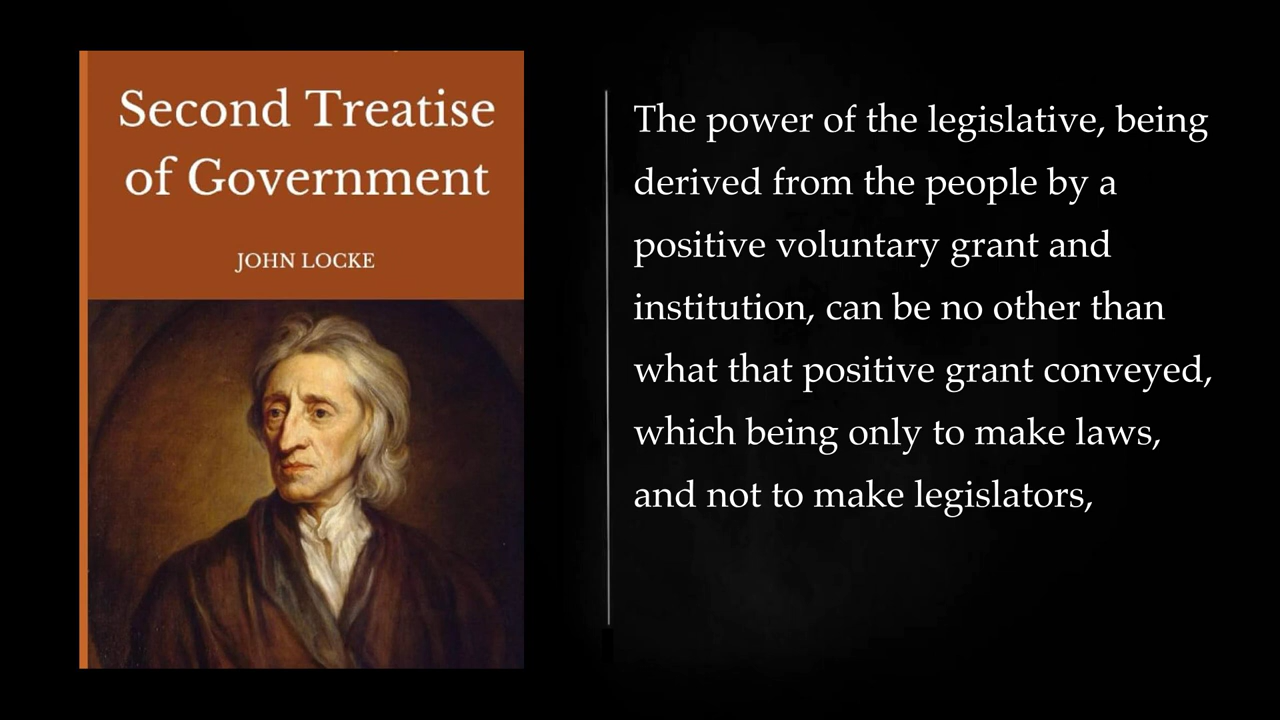 Second Treatise
of Government
JOHN LOCKE
The power of the legislative, being
derived from the people by a
positive voluntary grant and
institution, can be no other than
what that positive grant conveyed,
which being only to make laws,
and not to make legislators,